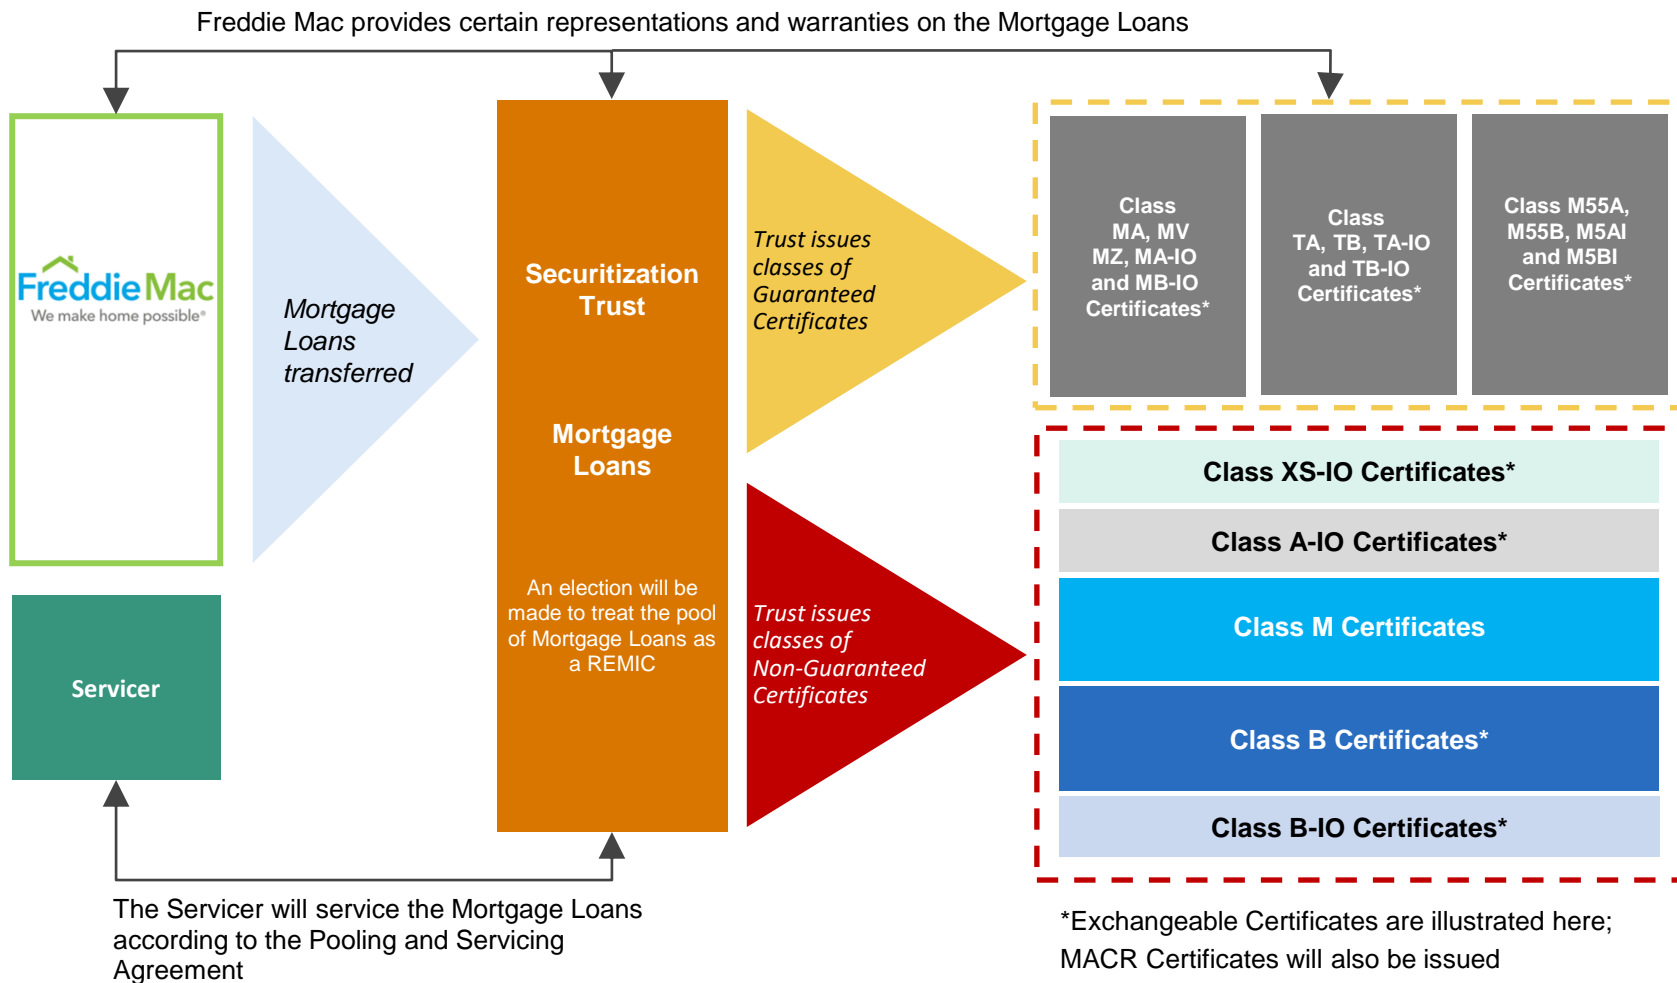 Freddie Mac provides certain representations and warranties on the Mortgage Loans
Freddie Mac
We make home possible®
Mortgage
Loans
transferred
Securitization
Trust
Mortgage
Loans
An election will be
made to treat the pool
of Mortgage Loans as
a REMIC
Trust issues
classes of
Guaranteed
Certificates
Class
MA, MV
MZ, MA-IO
and MB-IO
Certificates*
Class
TA, TB, TA-IO
and TB-IO
Certificates*
Class M55A,
M55B, M5AI
and M5BI
Certificates*
Servicer
Trust issues
classes of
Non-Guaranteed
Certificates
Class XS-IO Certificates*
Class A-IO Certificates*
Class M Certificates
Class B Certificates*
Class B-IO Certificates*
The Servicer will service the Mortgage Loans
according to the Pooling and Servicing
Agreement
*Exchangeable Certificates are illustrated here;
MACR Certificates will also be issued